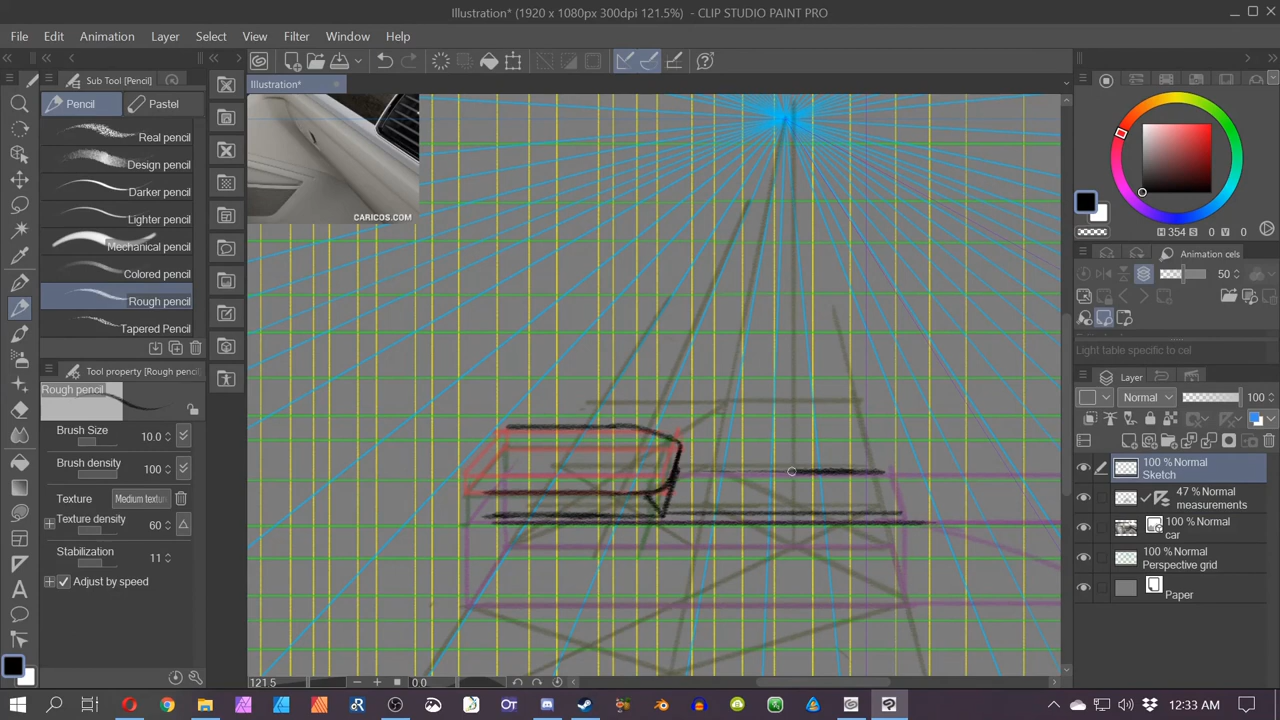 Illustration* (1920 x 1080px 300dpi 121.5%) - CLIP STUDIO PAINT PRO
File Edit Animation Layer Select View Filter Window Help
Sub Tool [Pencil]
Illustration*
Pencil Pastel
Real pencil
Design pencil
Darker pencil
Lighter pencil
Mechanical pencil
Colored pencil
Rough pencil
Tapered Pencil
Tool property [Rough pencil]
Rough pencil
Brush Size 10.0
Brush density 100
Texture Medium textur
Texture density 60
Stabilization 11
Adjust by speed
CARICOS.COM
H 354 S 0 V 0
Animation cels
50
Light table specific to cel
Layer
Normal 100
100 % Normal
Sketch
47 % Normal
measurements
100 % Normal
car
100 % Normal
Perspective grid
Paper
121.5 0.0
12:33 AM